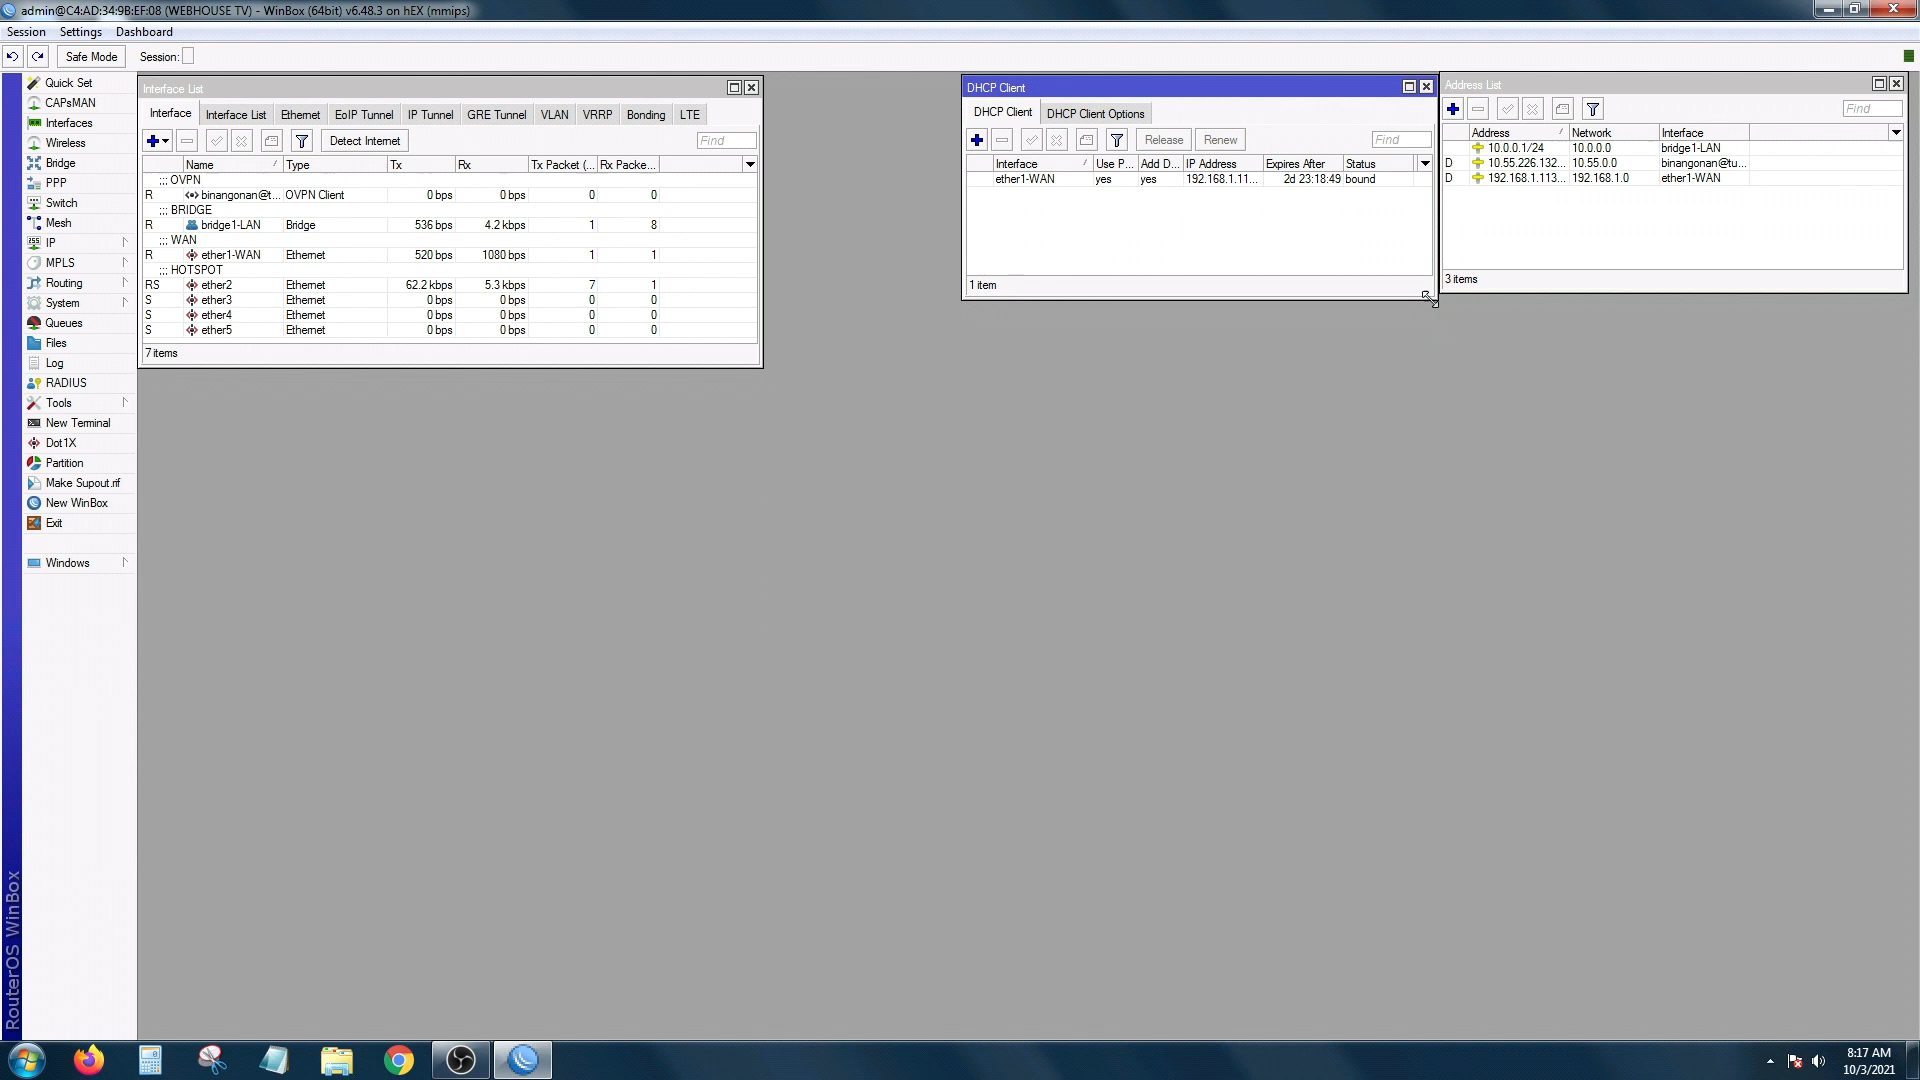 admin@C4:AD:34:9B:EF:08 (WEBHOUSE TV) - WinBox (64bit) v6.48.3 on hEX (mmips)
Session Settings Dashboard
Safe Mode Session:
Quick Set
CAPsMAN
Interfaces
Wireless
Bridge
PPP
Switch
Mesh
IP
MPLS
Routing
System
Queues
Files
Log
RADIUS
Tools
New Terminal
Dot1X
Partition
Make Supout.rif
New WinBox
Exit
Windows
RouterOS WinBox
Interface List
Interface Interface List Ethernet EoIP Tunnel IP Tunnel GRE Tunnel VLAN VRRP Bonding LTE
Detect Internet Find
Name Type Tx Rx Tx Packet (... Rx Packe...
;;; OVPN
R binangonan@t... OVPN Client 0 bps 0 bps 0 0
;;; BRIDGE
R bridge1-LAN Bridge 536 bps 4.2 kbps 1 8
;;; WAN
R ether1-WAN Ethernet 520 bps 1080 bps 1 1
;;; HOTSPOT
RS ether2 Ethernet 62.2 kbps 5.3 kbps 7 1
S ether3 Ethernet 0 bps 0 bps 0 0
S ether4 Ethernet 0 bps 0 bps 0 0
S ether5 Ethernet 0 bps 0 bps 0 0
7 items
DHCP Client
DHCP Client DHCP Client Options
Release Renew Find
Interface Use P... Add D... IP Address Expires After Status
ether1-WAN yes yes 192.168.1.11... 2d 23:18:49 bound
1 item
Address List
Find
Address Network Interface
10.0.0.1/24 10.0.0.0 bridge1-LAN
D 10.55.226.132... 10.55.0.0 binangonan@tu...
D 192.168.1.113... 192.168.1.0 ether1-WAN
3 items
8:17 AM
10/3/2021